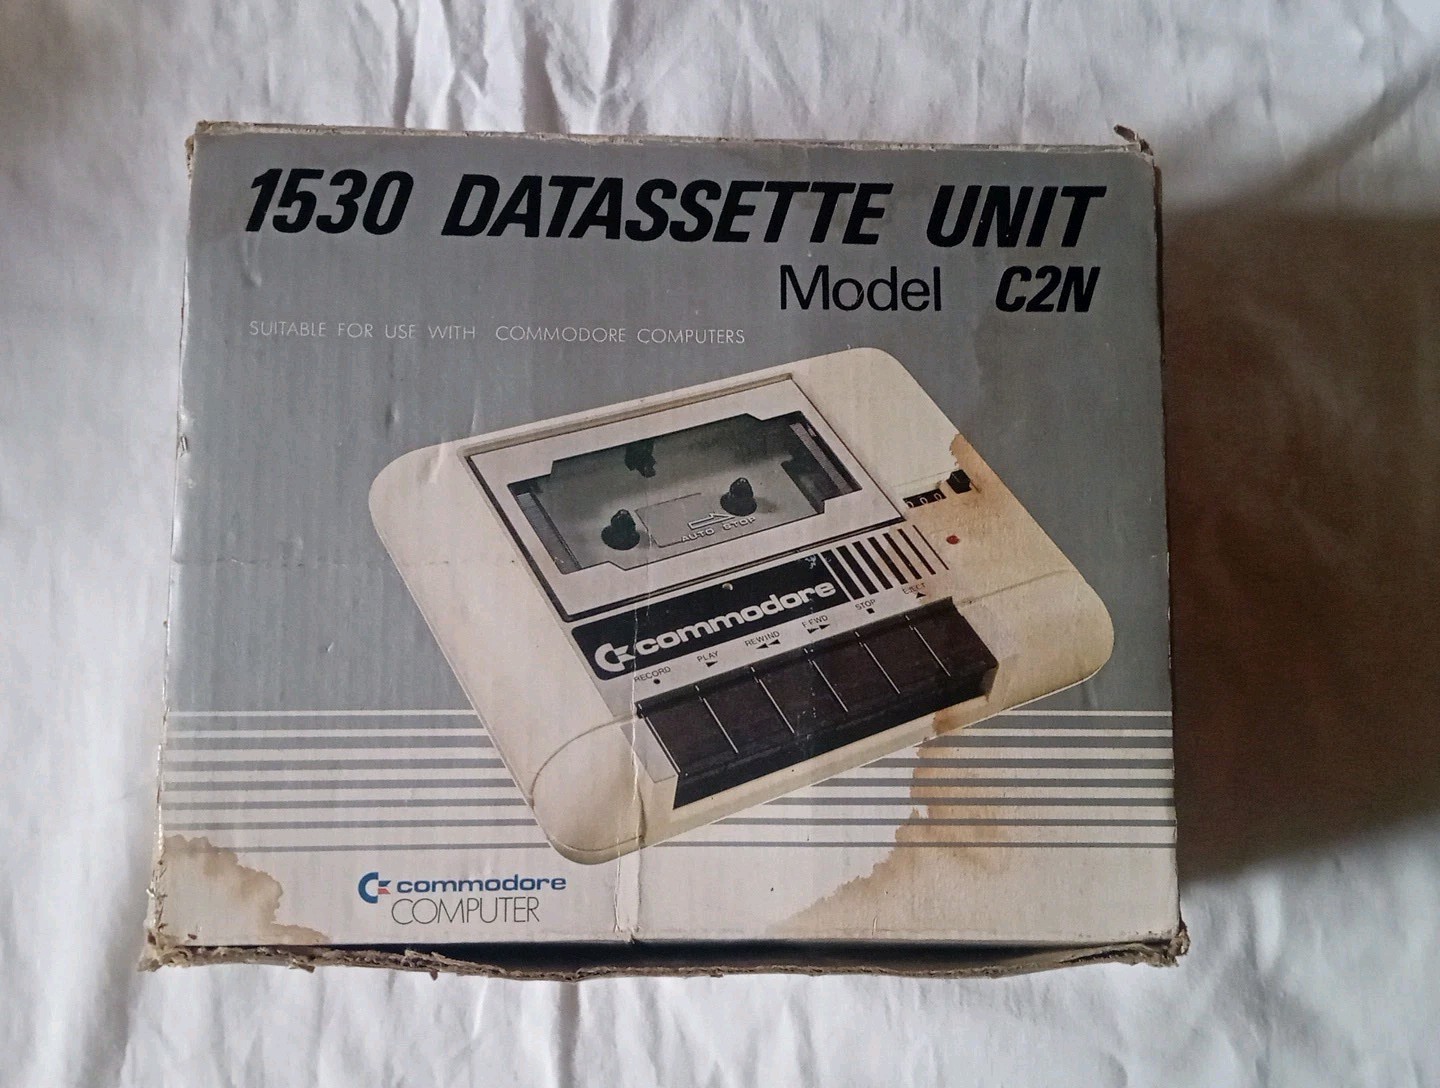 1530 DATASSETTE UNIT
Model C2N
SUITABLE FOR USE WITH COMMODORE COMPUTERS
AUTO STOP
commodore
RECORD PLAY REWIND F.FWD STOP EJECT
commodore
COMPUTER